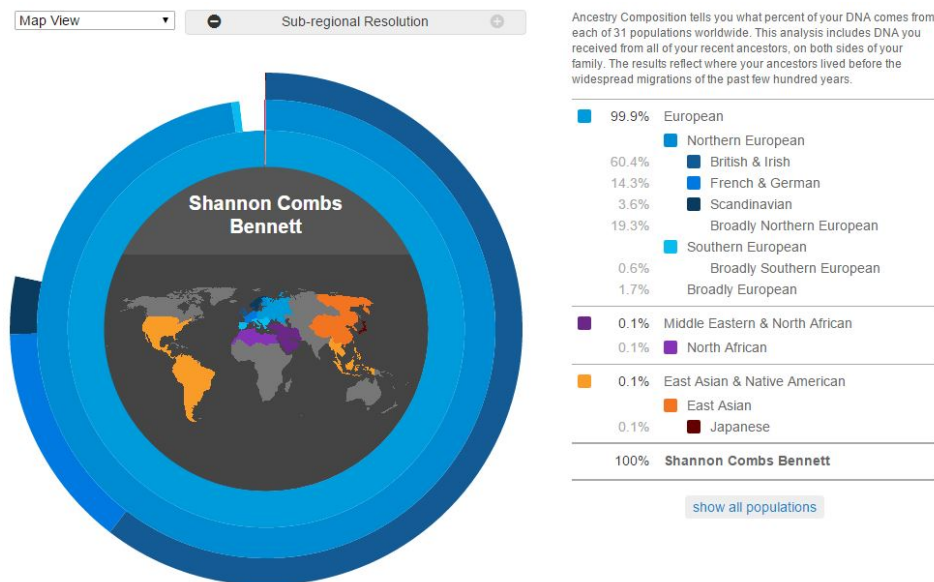 Map View
Sub-regional Resolution
Shannon Combs
Bennett
Ancestry Composition tells you what percent of your DNA comes from
each of 31 populations worldwide. This analysis includes DNA you
received from all of your recent ancestors, on both sides of your
family. The results reflect where your ancestors lived before the
widespread migrations of the past few hundred years.
99.9% European
Northern European
60.4% British & Irish
14.3% French & German
3.6% Scandinavian
19.3% Broadly Northern European
Southern European
0.6% Broadly Southern European
1.7% Broadly European
0.1% Middle Eastern & North African
0.1% North African
0.1% East Asian & Native American
East Asian
0.1% Japanese
100% Shannon Combs Bennett
show all populations